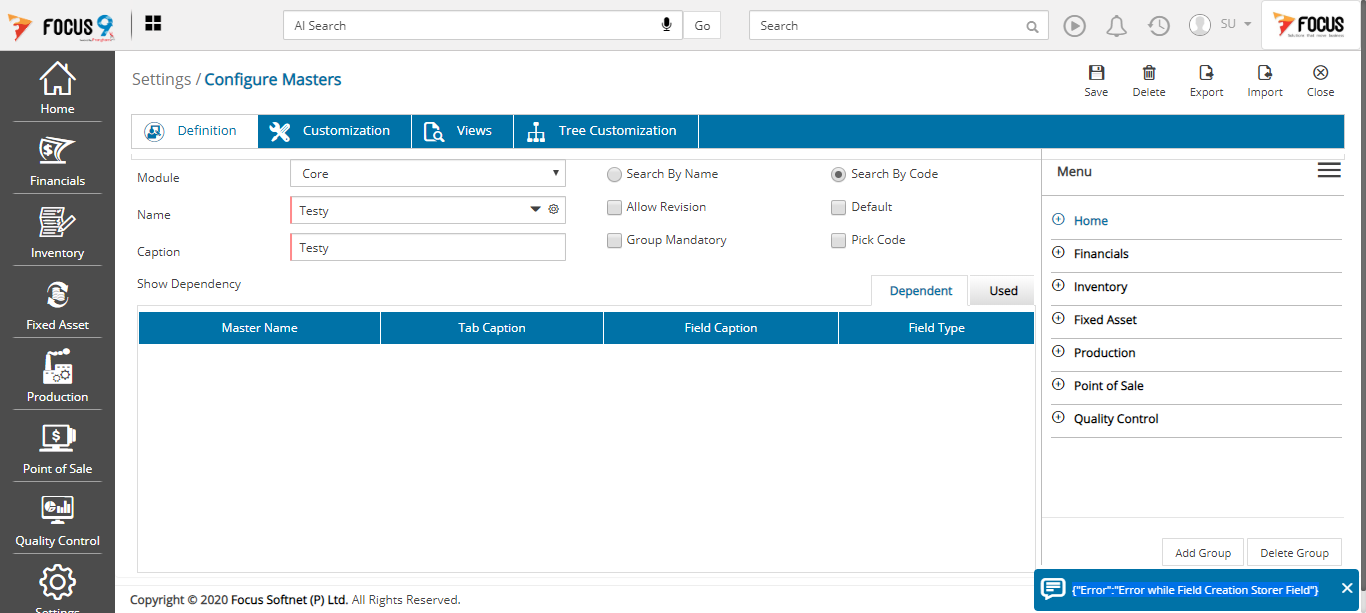 FOCUS 9
AI Search
Go
Search
SU
FOCUS
Home
Financials
Inventory
Fixed Asset
Production
Point of Sale
Quality Control
Settings
Settings / Configure Masters
Save
Delete
Export
Import
Close
Definition
Customization
Views
Tree Customization
Module
Core
Search By Name
Search By Code
Name
Testy
Allow Revision
Default
Caption
Testy
Group Mandatory
Pick Code
Show Dependency
Dependent
Used
Master Name
Tab Caption
Field Caption
Field Type
Menu
Home
Financials
Inventory
Fixed Asset
Production
Point of Sale
Quality Control
Add Group
Delete Group
{"Error":"Error while Field Creation Storer Field"}
Copyright © 2020 Focus Softnet (P) Ltd. All Rights Reserved.